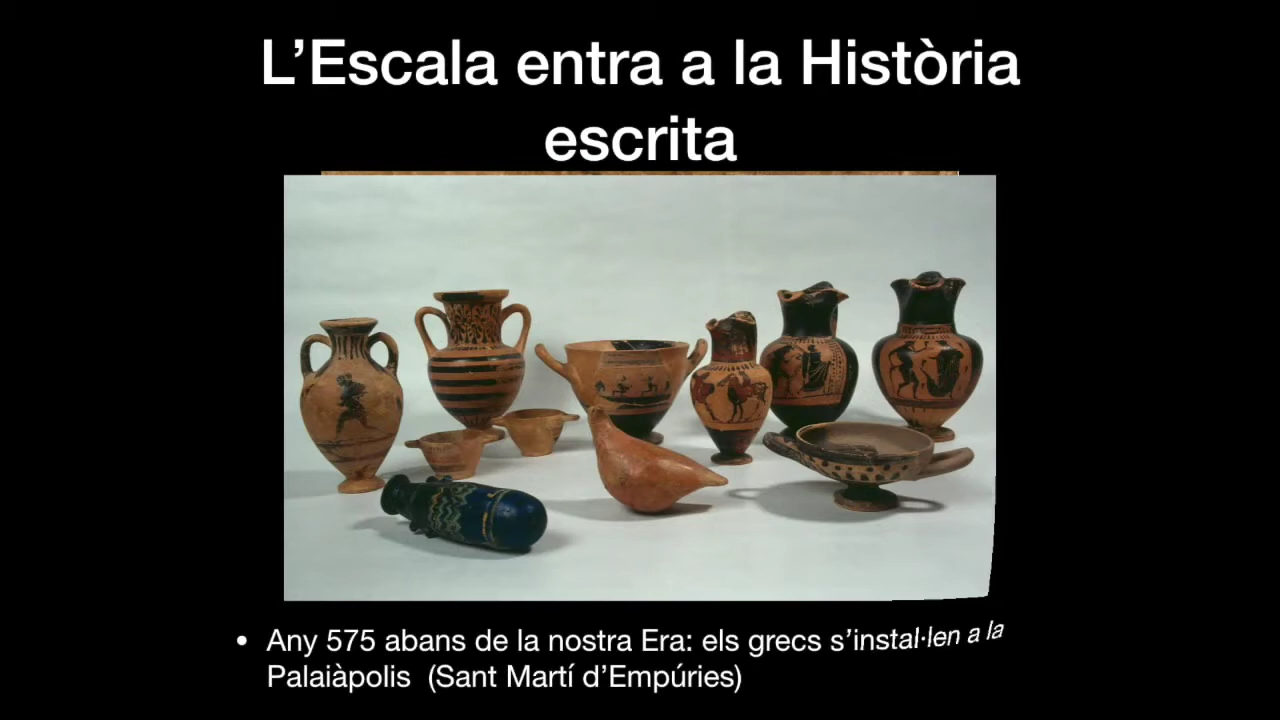 L’Escala entra a la Història
escrita
• Any 575 abans de la nostra Era: els grecs s’instal·len a la
Palaiàpolis (Sant Martí d’Empúries)